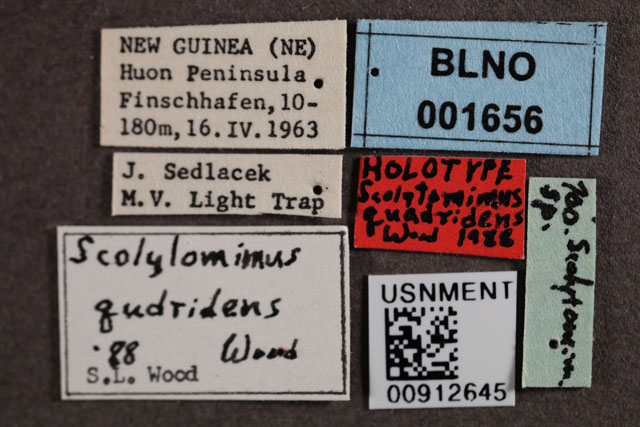 NEW GUINEA (NE)
Huon Peninsula
Finschhafen, 10-
180m, 16.IV.1963
BLNO
001656
J. Sedlacek
M.V. Light Trap
HOLOTYPE
Scolytomimus
quadridens
Wood 1988
Scolylomimus
qudridens
'88 Wood
S.L. Wood
USNMENT
00912645
sp.